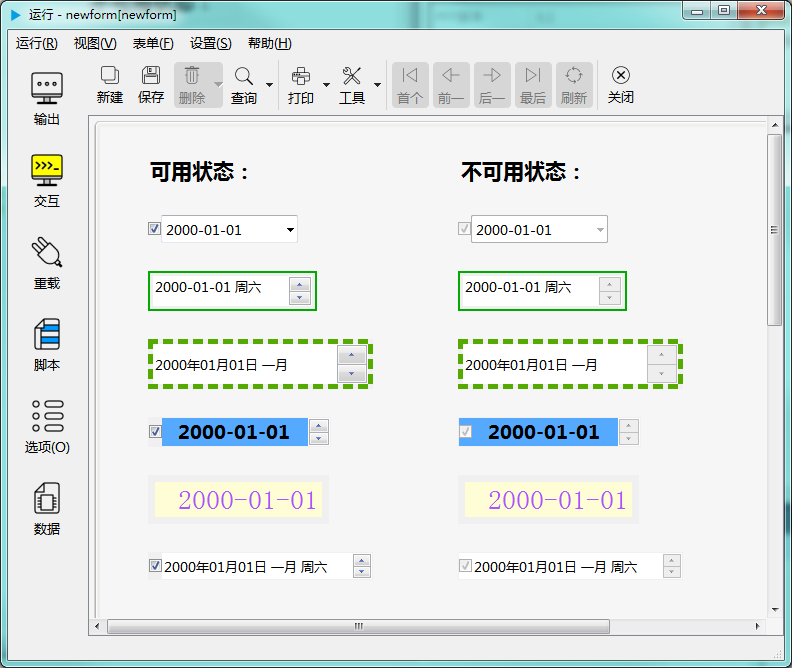 运行 - newform[newform]
运行(R) 视图(V) 表单(F) 设置(S) 帮助(H)
新建 保存 删除 查询 打印 工具 首个 前一 后一 最后 刷新 关闭
输出
交互
重载
脚本
选项(O)
数据
可用状态： 不可用状态：
2000-01-01 2000-01-01
2000-01-01 周六 2000-01-01 周六
2000年01月01日 一月 2000年01月01日 一月
2000-01-01 2000-01-01
2000-01-01 2000-01-01
2000年01月01日 一月 周六 2000年01月01日 一月 周六